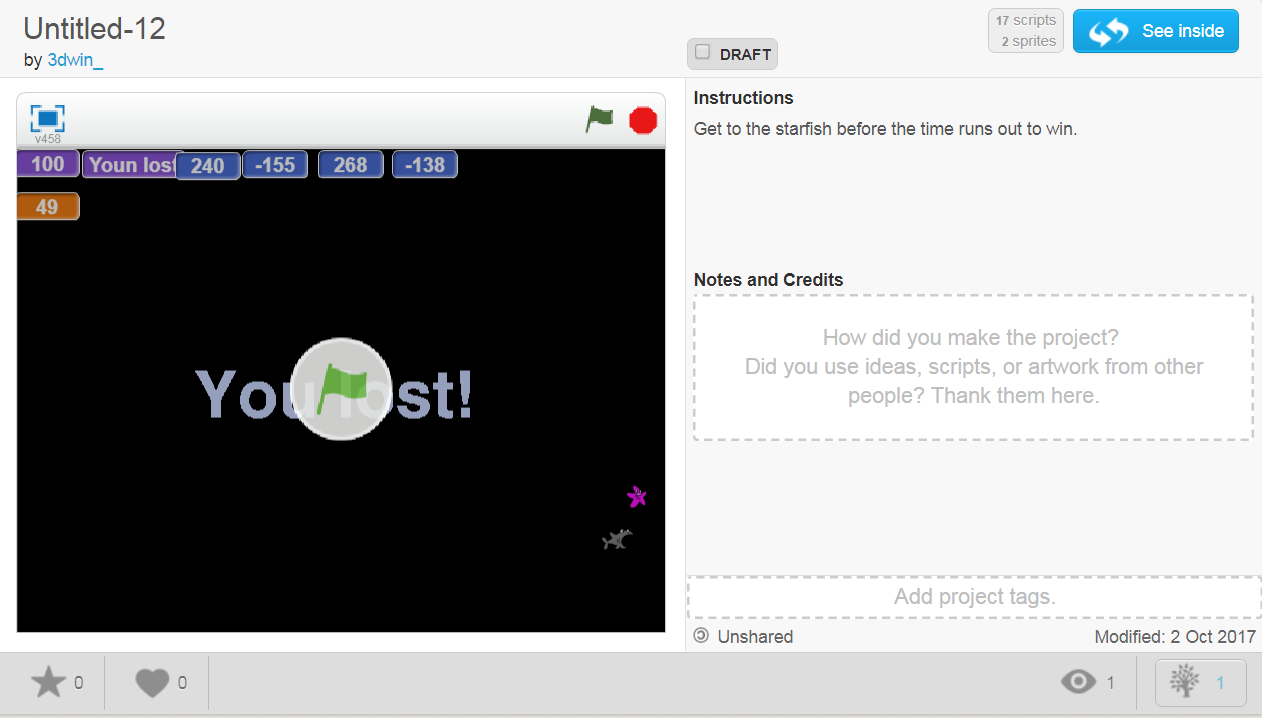 Untitled-12
by 3dwin_
DRAFT
17 scripts
2 sprites
See inside
v458
100 Youn lost 240 -155 268 -138
49
You lost!
Instructions
Get to the starfish before the time runs out to win.
Notes and Credits
How did you make the project?
Did you use ideas, scripts, or artwork from other
people? Thank them here.
Add project tags.
Unshared
Modified: 2 Oct 2017
0
0
1
1